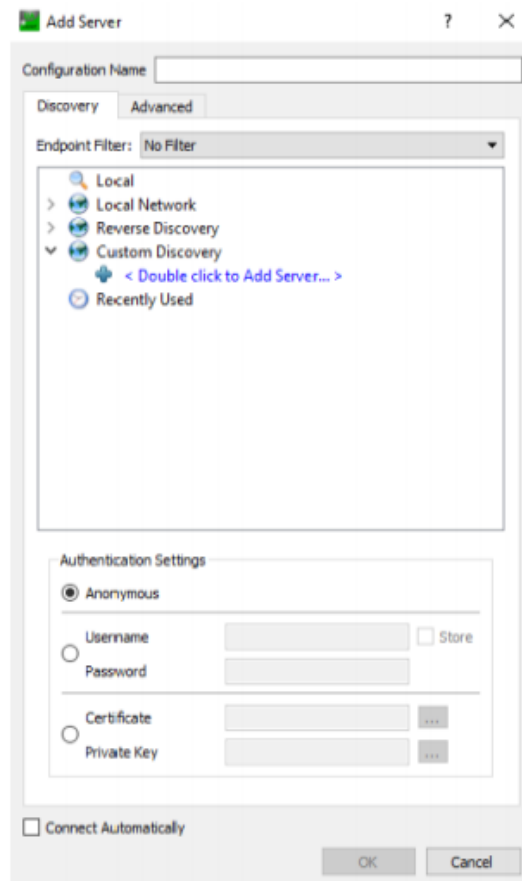 Add Server ?
Configuration Name
Discovery Advanced
Endpoint Filter: No Filter
Local
Local Network
Reverse Discovery
Custom Discovery
< Double click to Add Server... >
Recently Used
Authentication Settings
Anonymous
Username Store
Password
Certificate ...
Private Key ...
Connect Automatically
OK Cancel